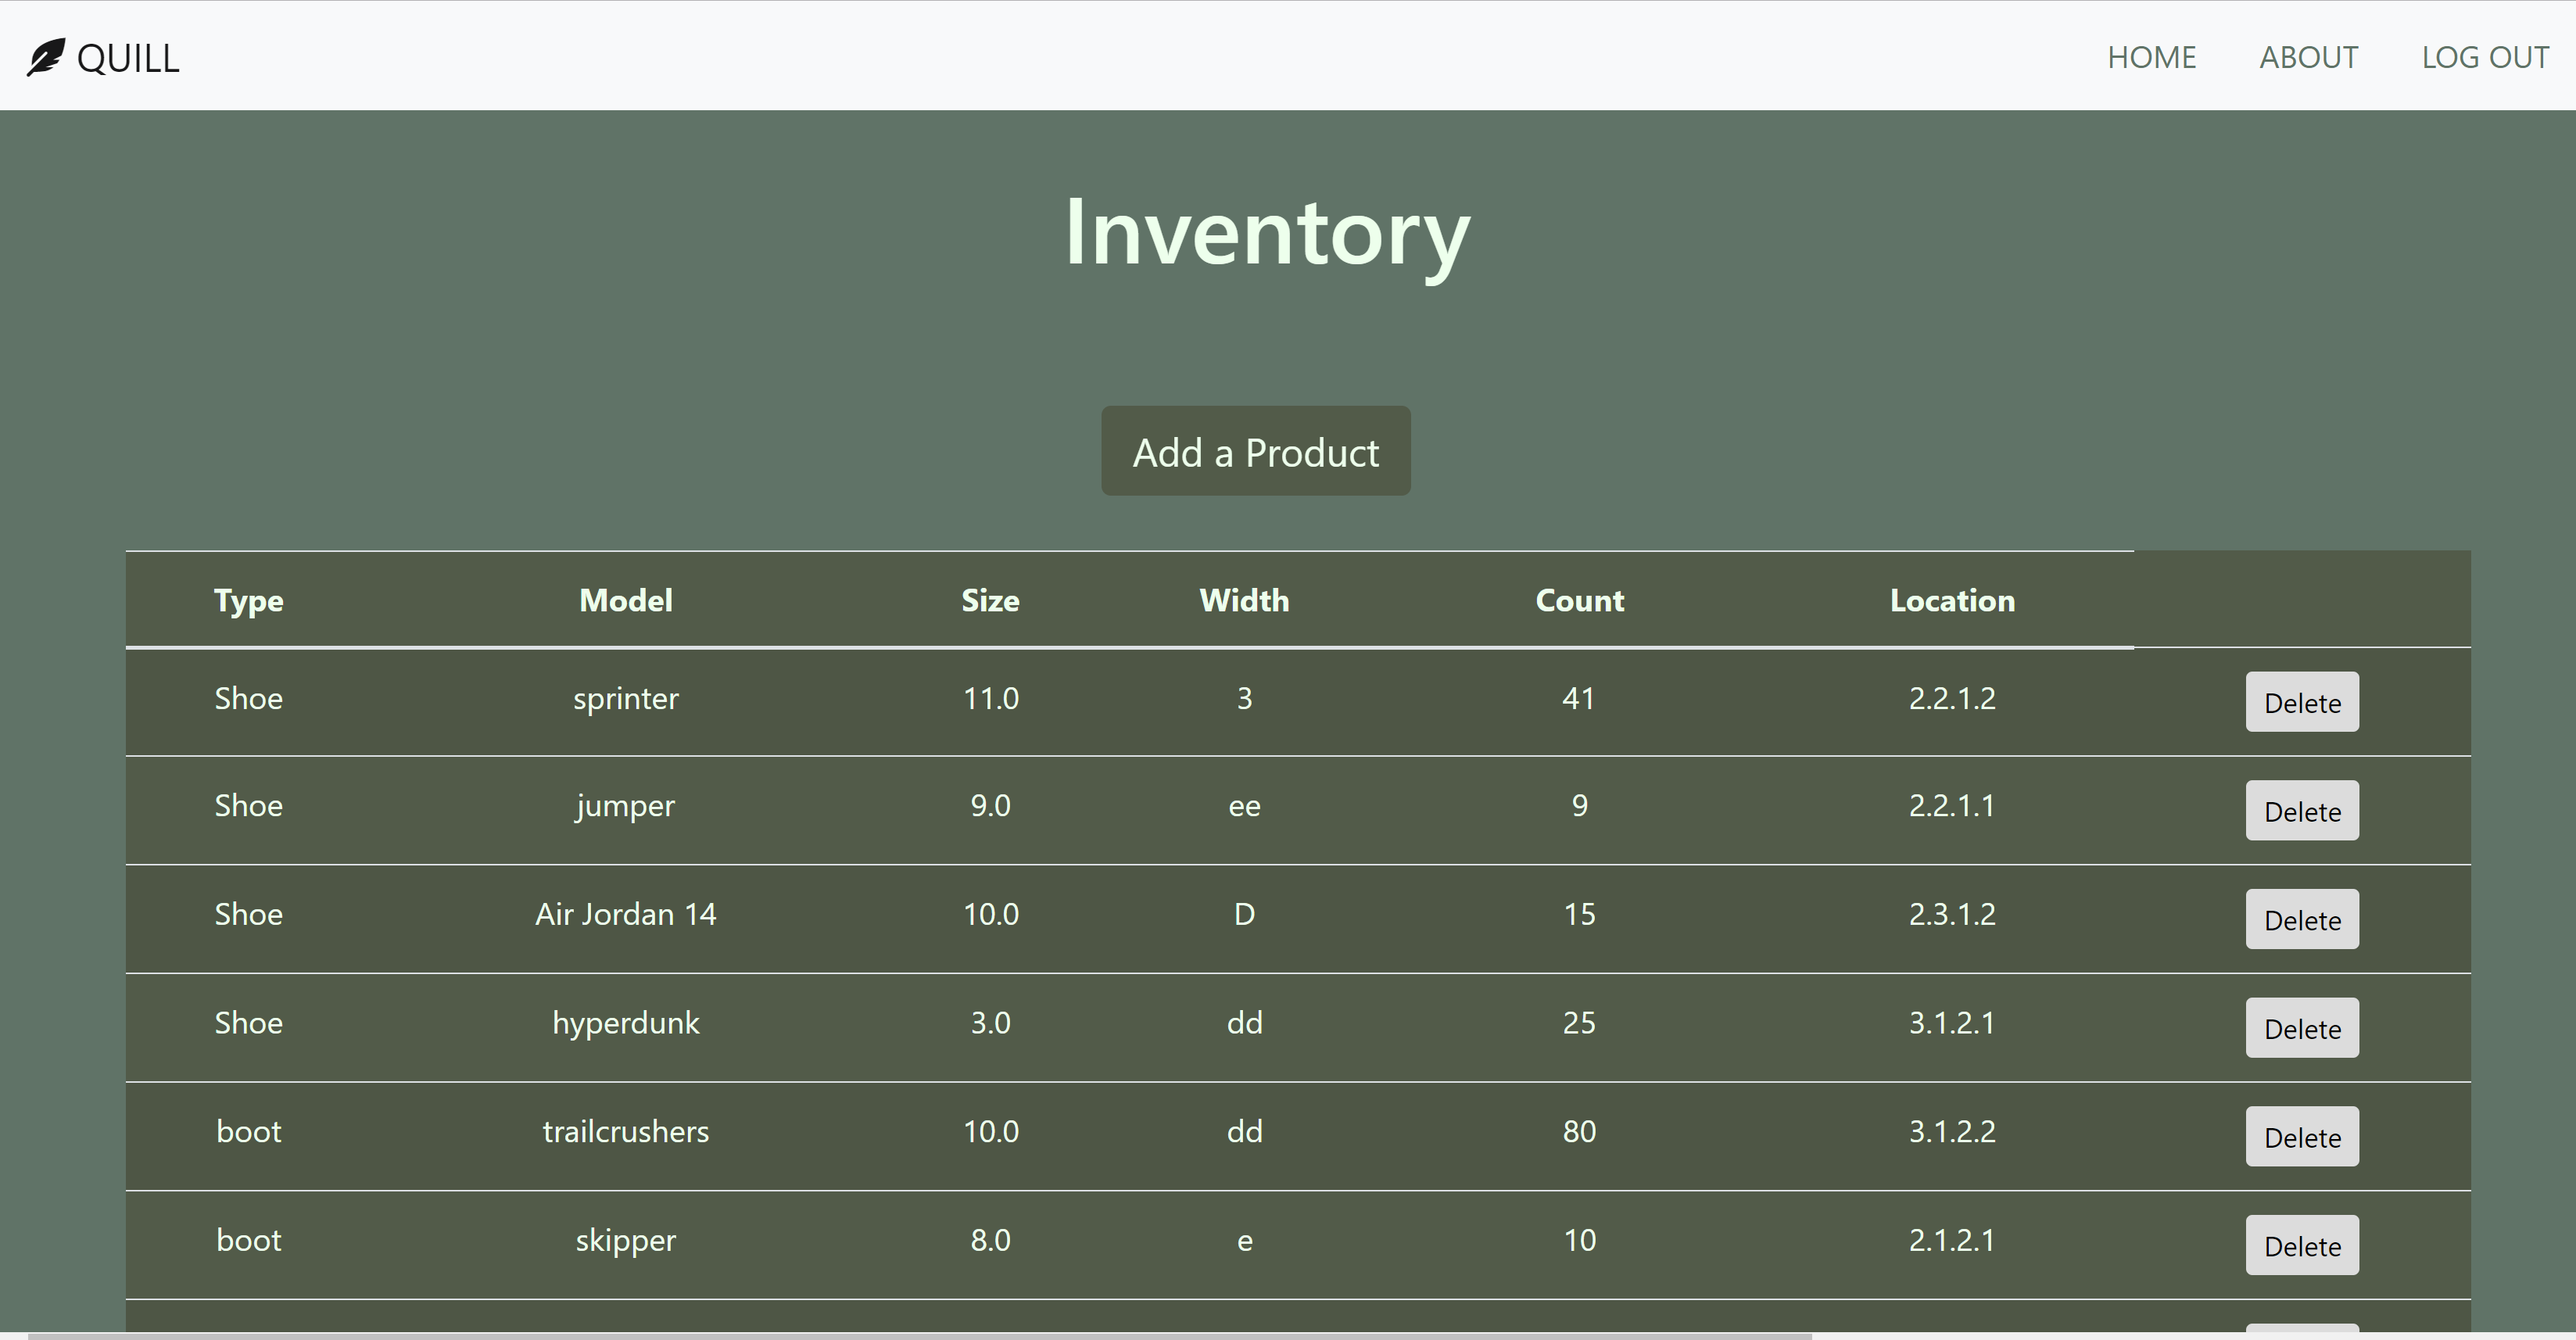 QUILL HOME ABOUT LOG OUT
Inventory
Add a Product
Type Model Size Width Count Location
Shoe sprinter 11.0 3 41 2.2.1.2 Delete
Shoe jumper 9.0 ee 9 2.2.1.1 Delete
Shoe Air Jordan 14 10.0 D 15 2.3.1.2 Delete
Shoe hyperdunk 3.0 dd 25 3.1.2.1 Delete
boot trailcrushers 10.0 dd 80 3.1.2.2 Delete
boot skipper 8.0 e 10 2.1.2.1 Delete